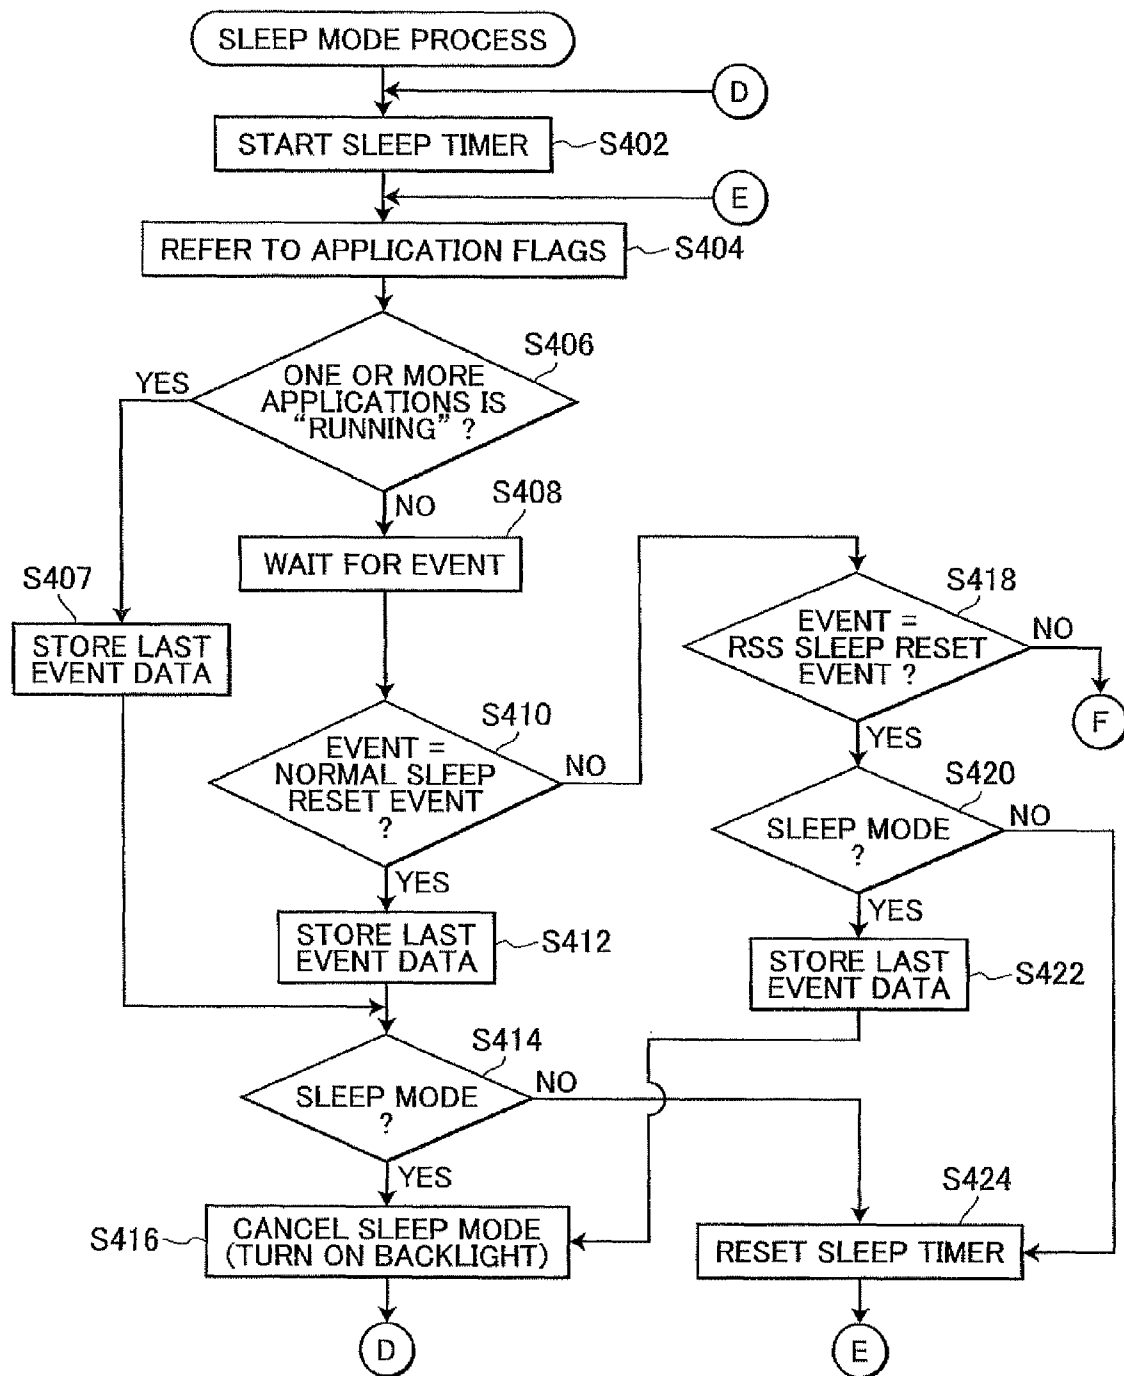 SLEEP MODE PROCESS
D
START SLEEP TIMER
S402
E
REFER TO APPLICATION FLAGS
S404
S406
YES
ONE OR MORE
APPLICATIONS IS
“RUNNING” ?
NO
S408
WAIT FOR EVENT
S407
STORE LAST
EVENT DATA
S418
EVENT =
RSS SLEEP RESET
EVENT ?
NO
F
YES
S410
EVENT =
NORMAL SLEEP
RESET EVENT
?
NO
YES
S420
SLEEP MODE
?
NO
YES
STORE LAST
EVENT DATA
S412
STORE LAST
EVENT DATA
S422
S414
SLEEP MODE
?
NO
YES
S416
CANCEL SLEEP MODE
(TURN ON BACKLIGHT)
S424
RESET SLEEP TIMER
D
E